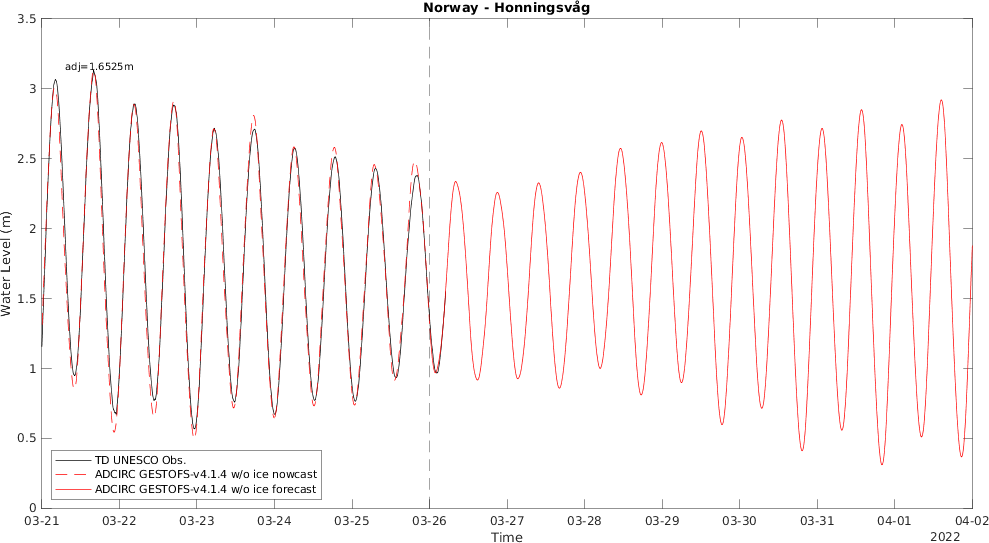 Norway - Honningsvåg
adj=1.6525m
Water Level (m)
3.5
3
2.5
2
1.5
1
0.5
0
TD UNESCO Obs.
ADCIRC GESTOFS-v4.1.4 w/o ice nowcast
ADCIRC GESTOFS-v4.1.4 w/o ice forecast
03-21 03-22 03-23 03-24 03-25 03-26 03-27 03-28 03-29 03-30 03-31 04-01 04-02
Time
2022